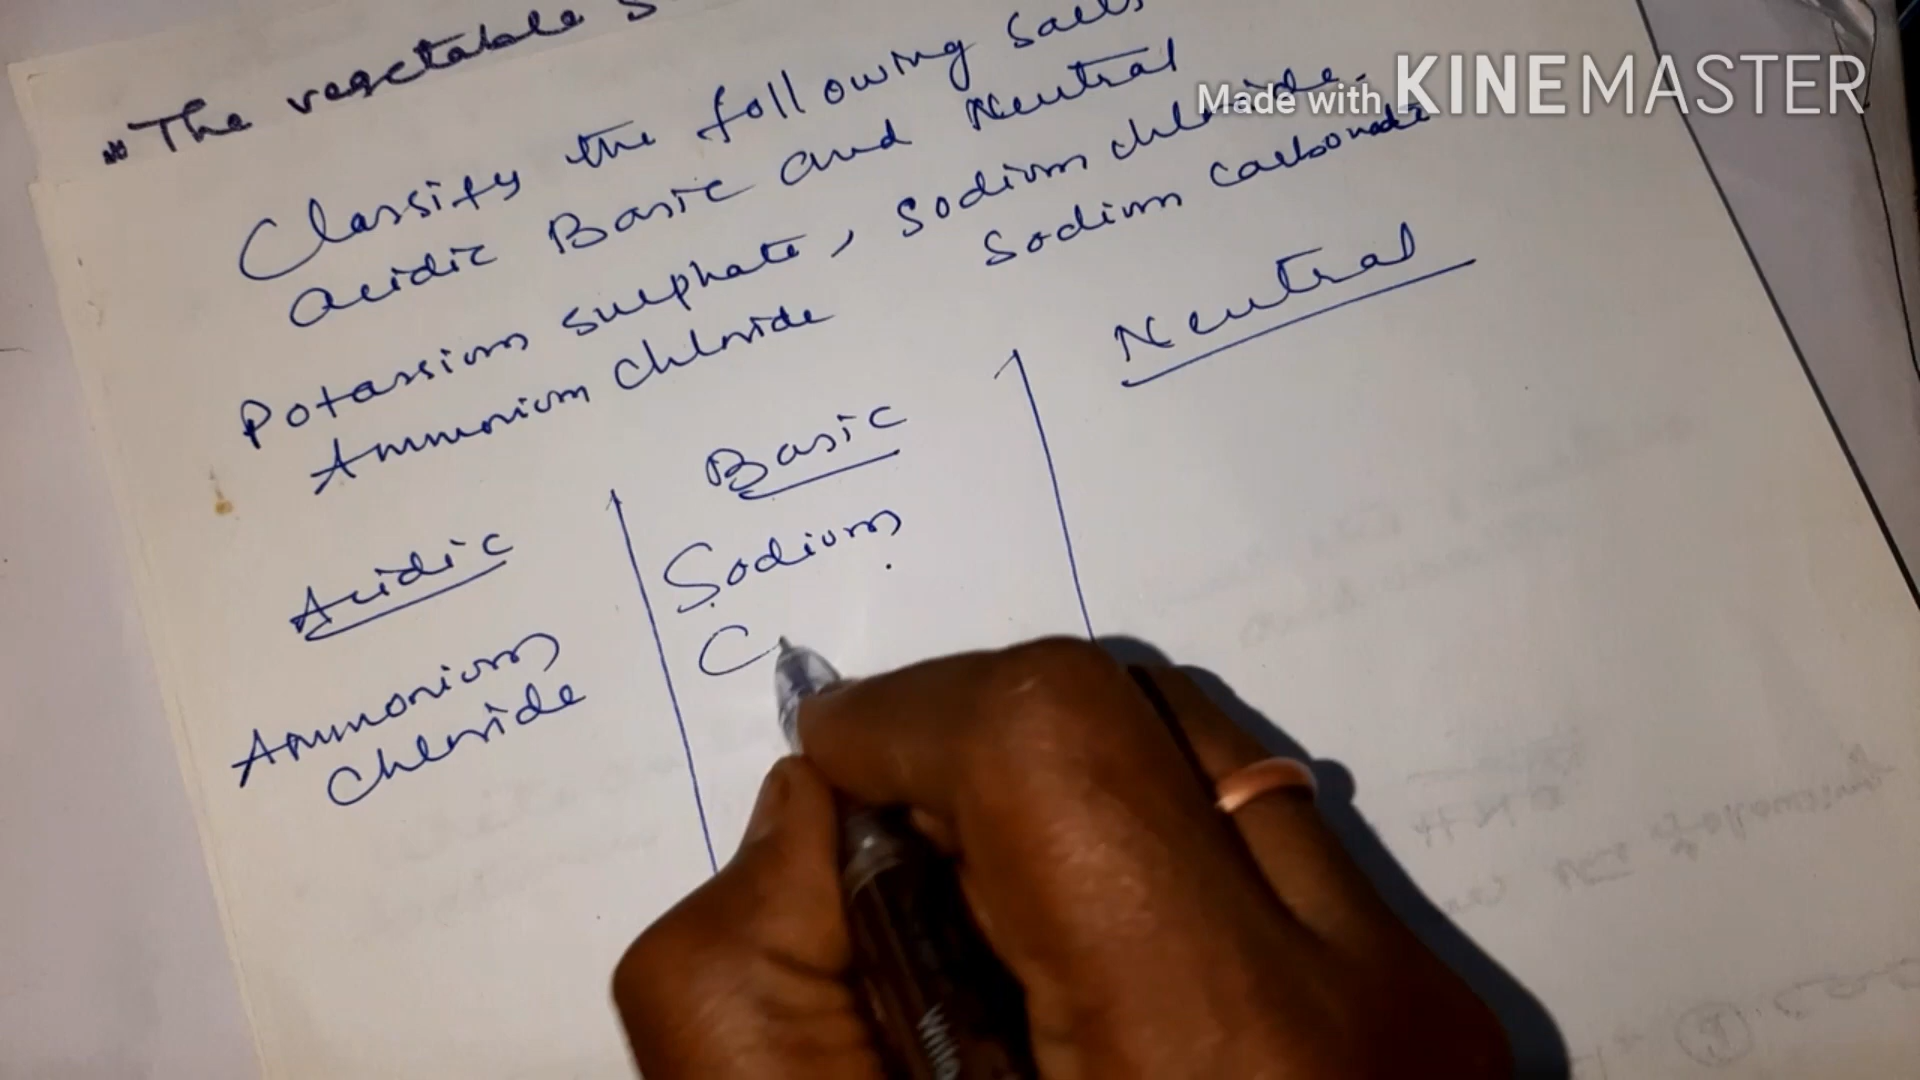 The vegetable
Classify the following salts
acidic Basic and Neutral
Potassium sulphate, Sodium chloride.
Ammonium chloride Sodium carbonate
Acidic
Ammonium
chloride
Basic
Sodium
C
Neutral
Made with KINEMASTER